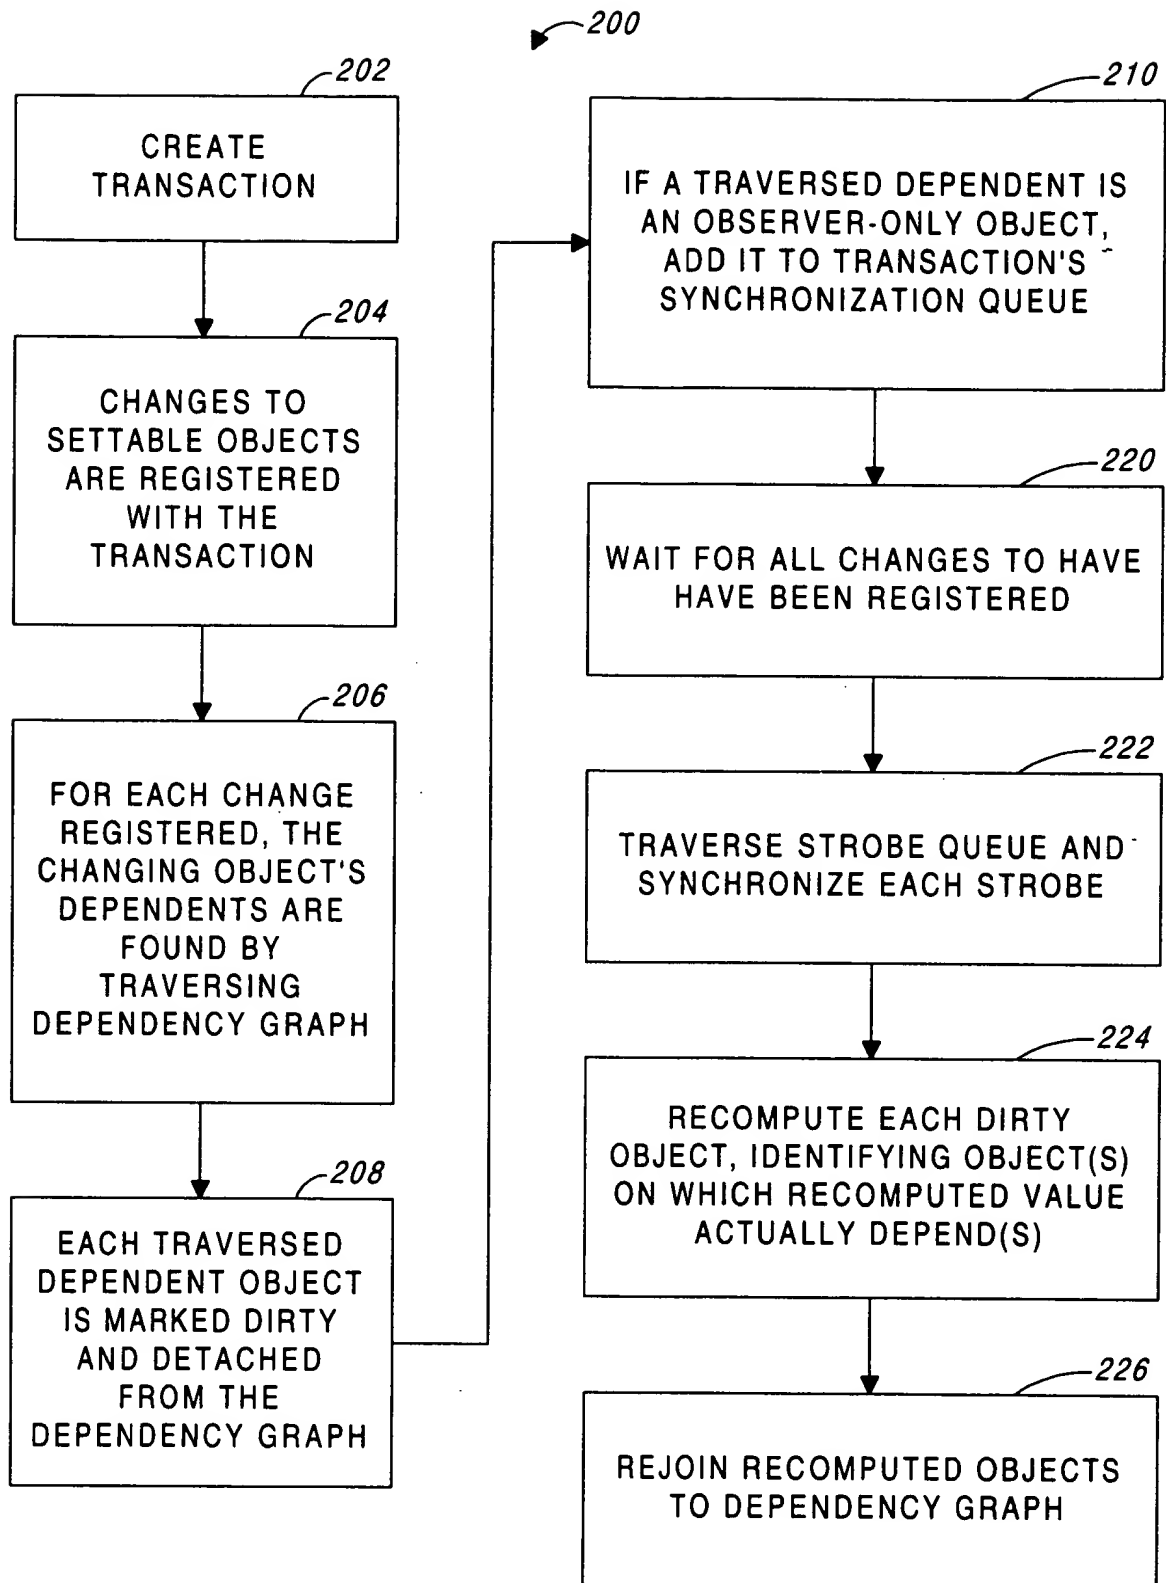 200
202
CREATE
TRANSACTION
204
CHANGES TO
SETTABLE OBJECTS
ARE REGISTERED
WITH THE
TRANSACTION
206
FOR EACH CHANGE
REGISTERED, THE
CHANGING OBJECT'S
DEPENDENTS ARE
FOUND BY
TRAVERSING
DEPENDENCY GRAPH
208
EACH TRAVERSED
DEPENDENT OBJECT
IS MARKED DIRTY
AND DETACHED
FROM THE
DEPENDENCY GRAPH
210
IF A TRAVERSED DEPENDENT IS
AN OBSERVER-ONLY OBJECT,
ADD IT TO TRANSACTION'S
SYNCHRONIZATION QUEUE
220
WAIT FOR ALL CHANGES TO HAVE
HAVE BEEN REGISTERED
222
TRAVERSE STROBE QUEUE AND
SYNCHRONIZE EACH STROBE
224
RECOMPUTE EACH DIRTY
OBJECT, IDENTIFYING OBJECT(S)
ON WHICH RECOMPUTED VALUE
ACTUALLY DEPEND(S)
226
REJOIN RECOMPUTED OBJECTS
TO DEPENDENCY GRAPH